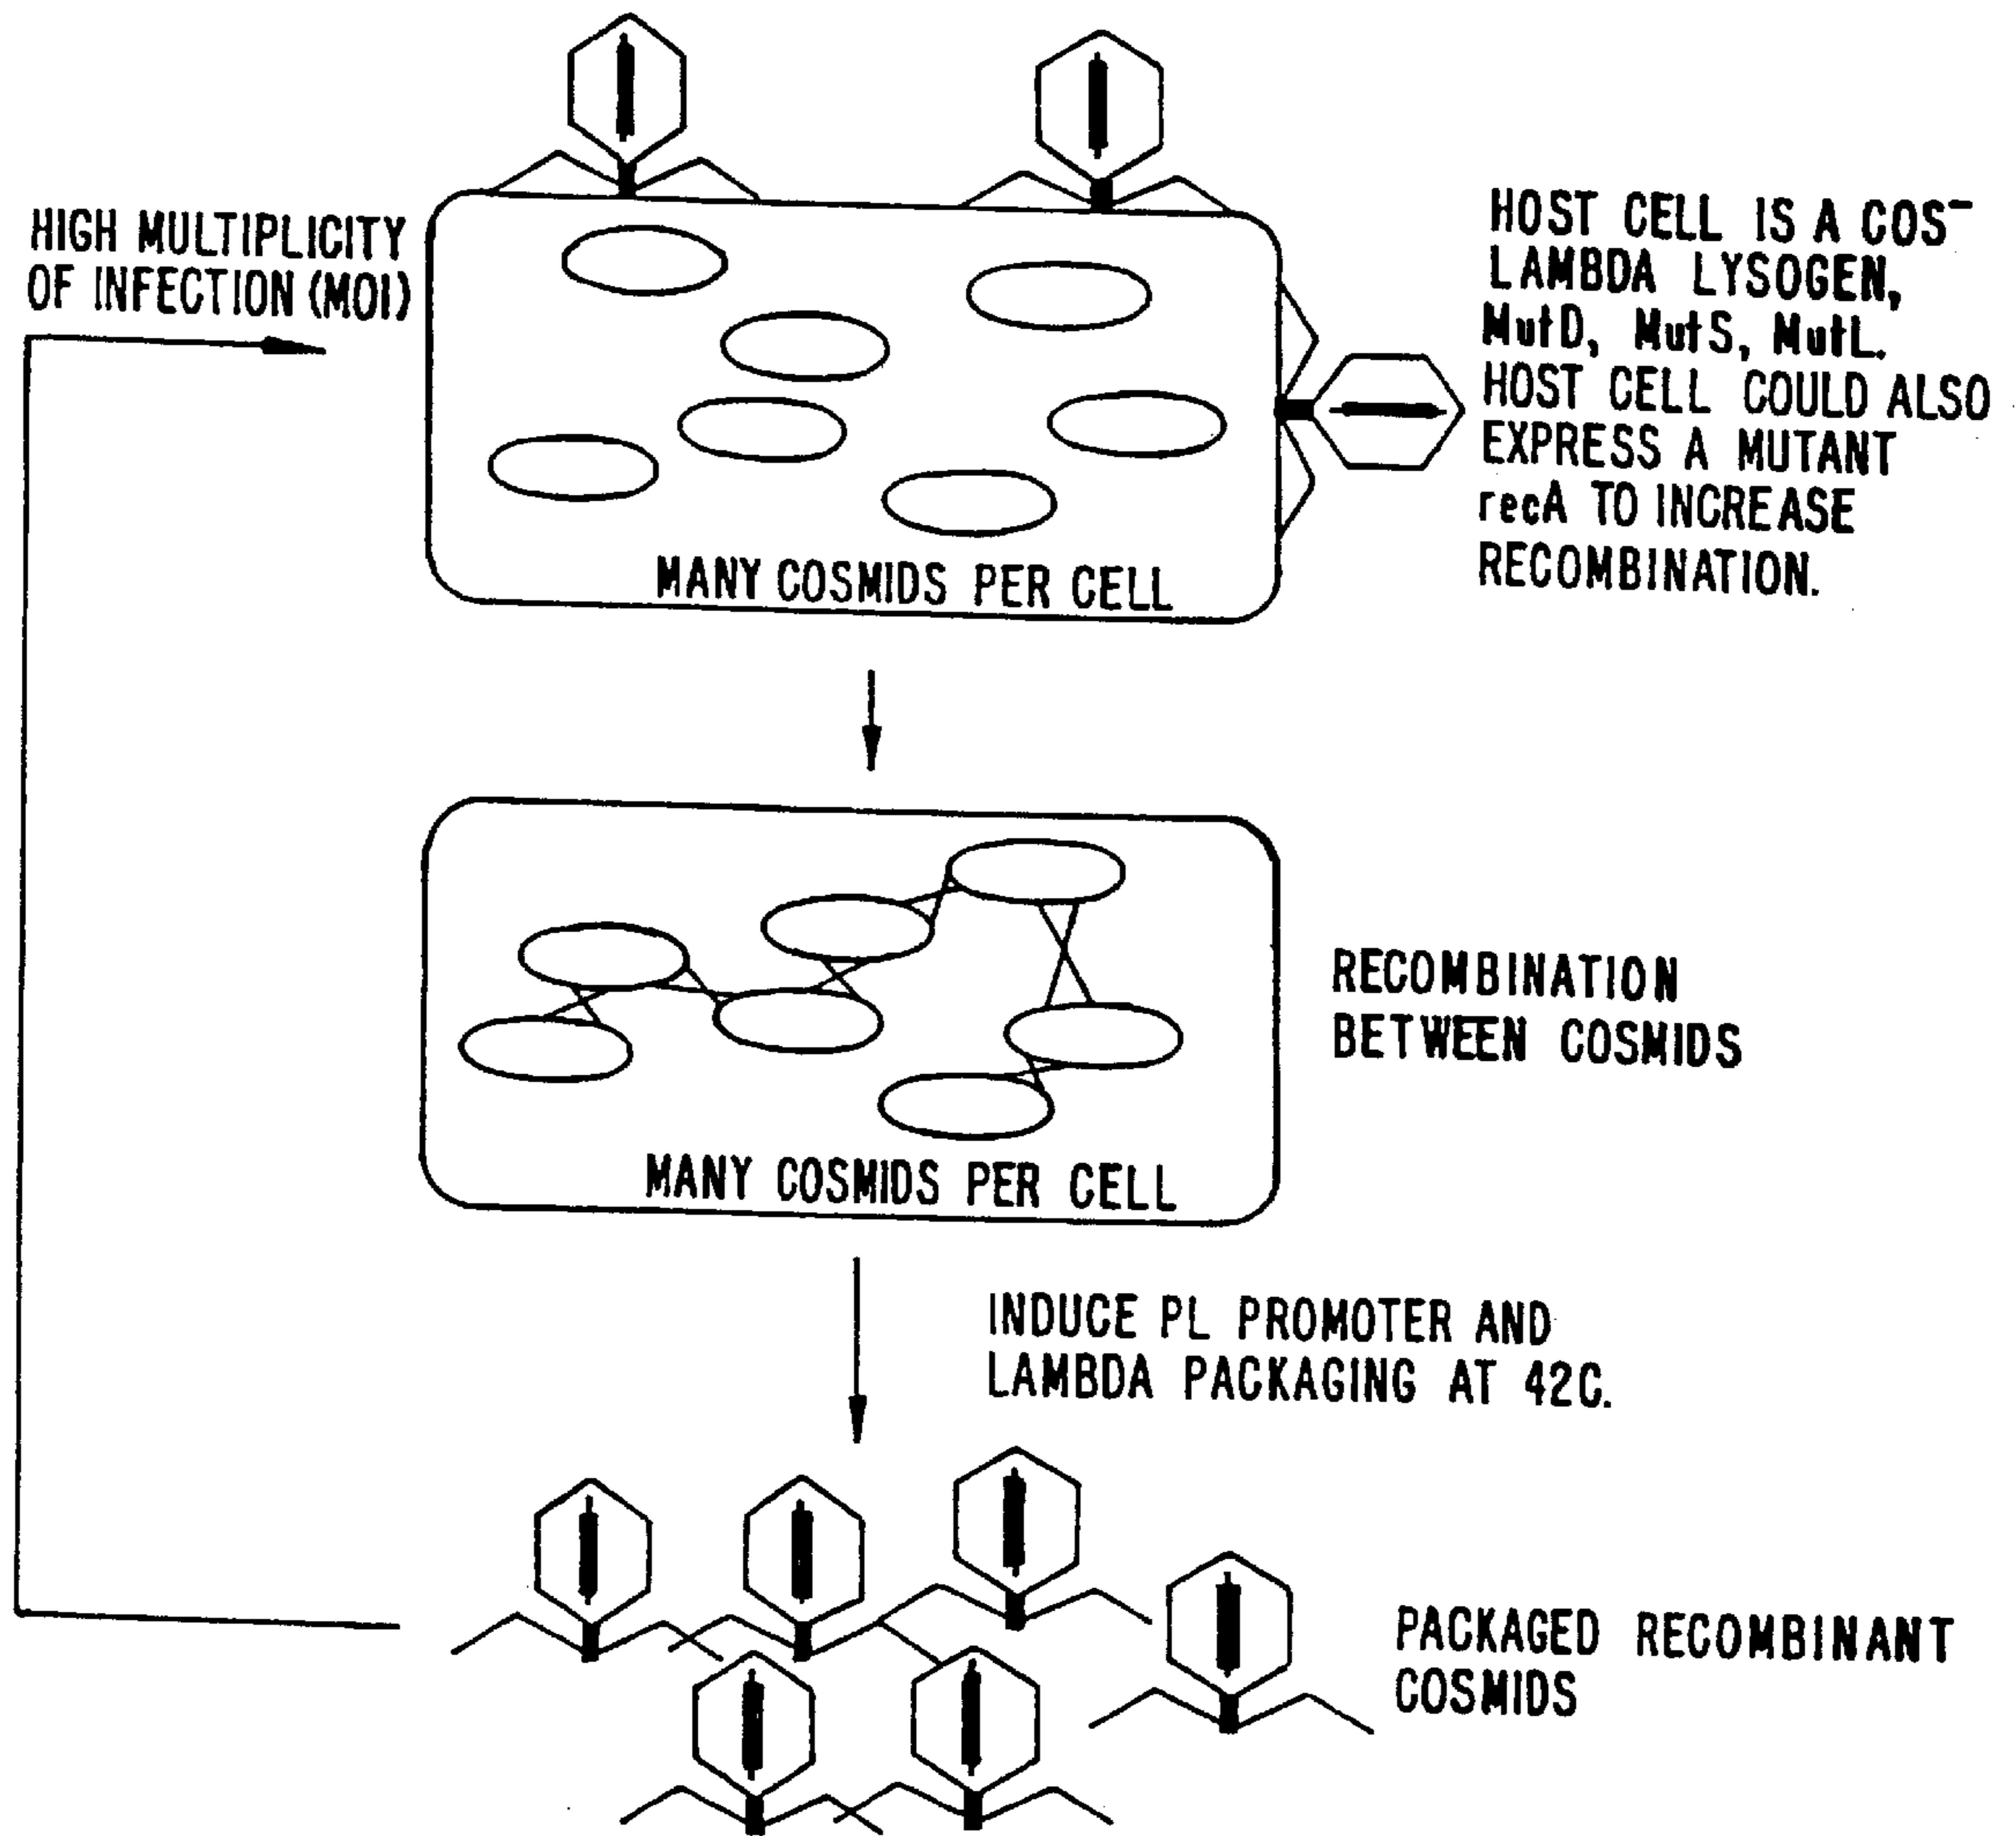 HIGH MULTIPLICITY
OF INFECTION (MOI)
HOST CELL IS A COS⁻
LAMBDA LYSOGEN,
MutD, MutS, MutL.
HOST CELL COULD ALSO
EXPRESS A MUTANT
recA TO INCREASE
RECOMBINATION.
MANY COSMIDS PER CELL
RECOMBINATION
BETWEEN COSMIDS
MANY COSMIDS PER CELL
INDUCE PL PROMOTER AND
LAMBDA PACKAGING AT 42C.
PACKAGED RECOMBINANT
COSMIDS